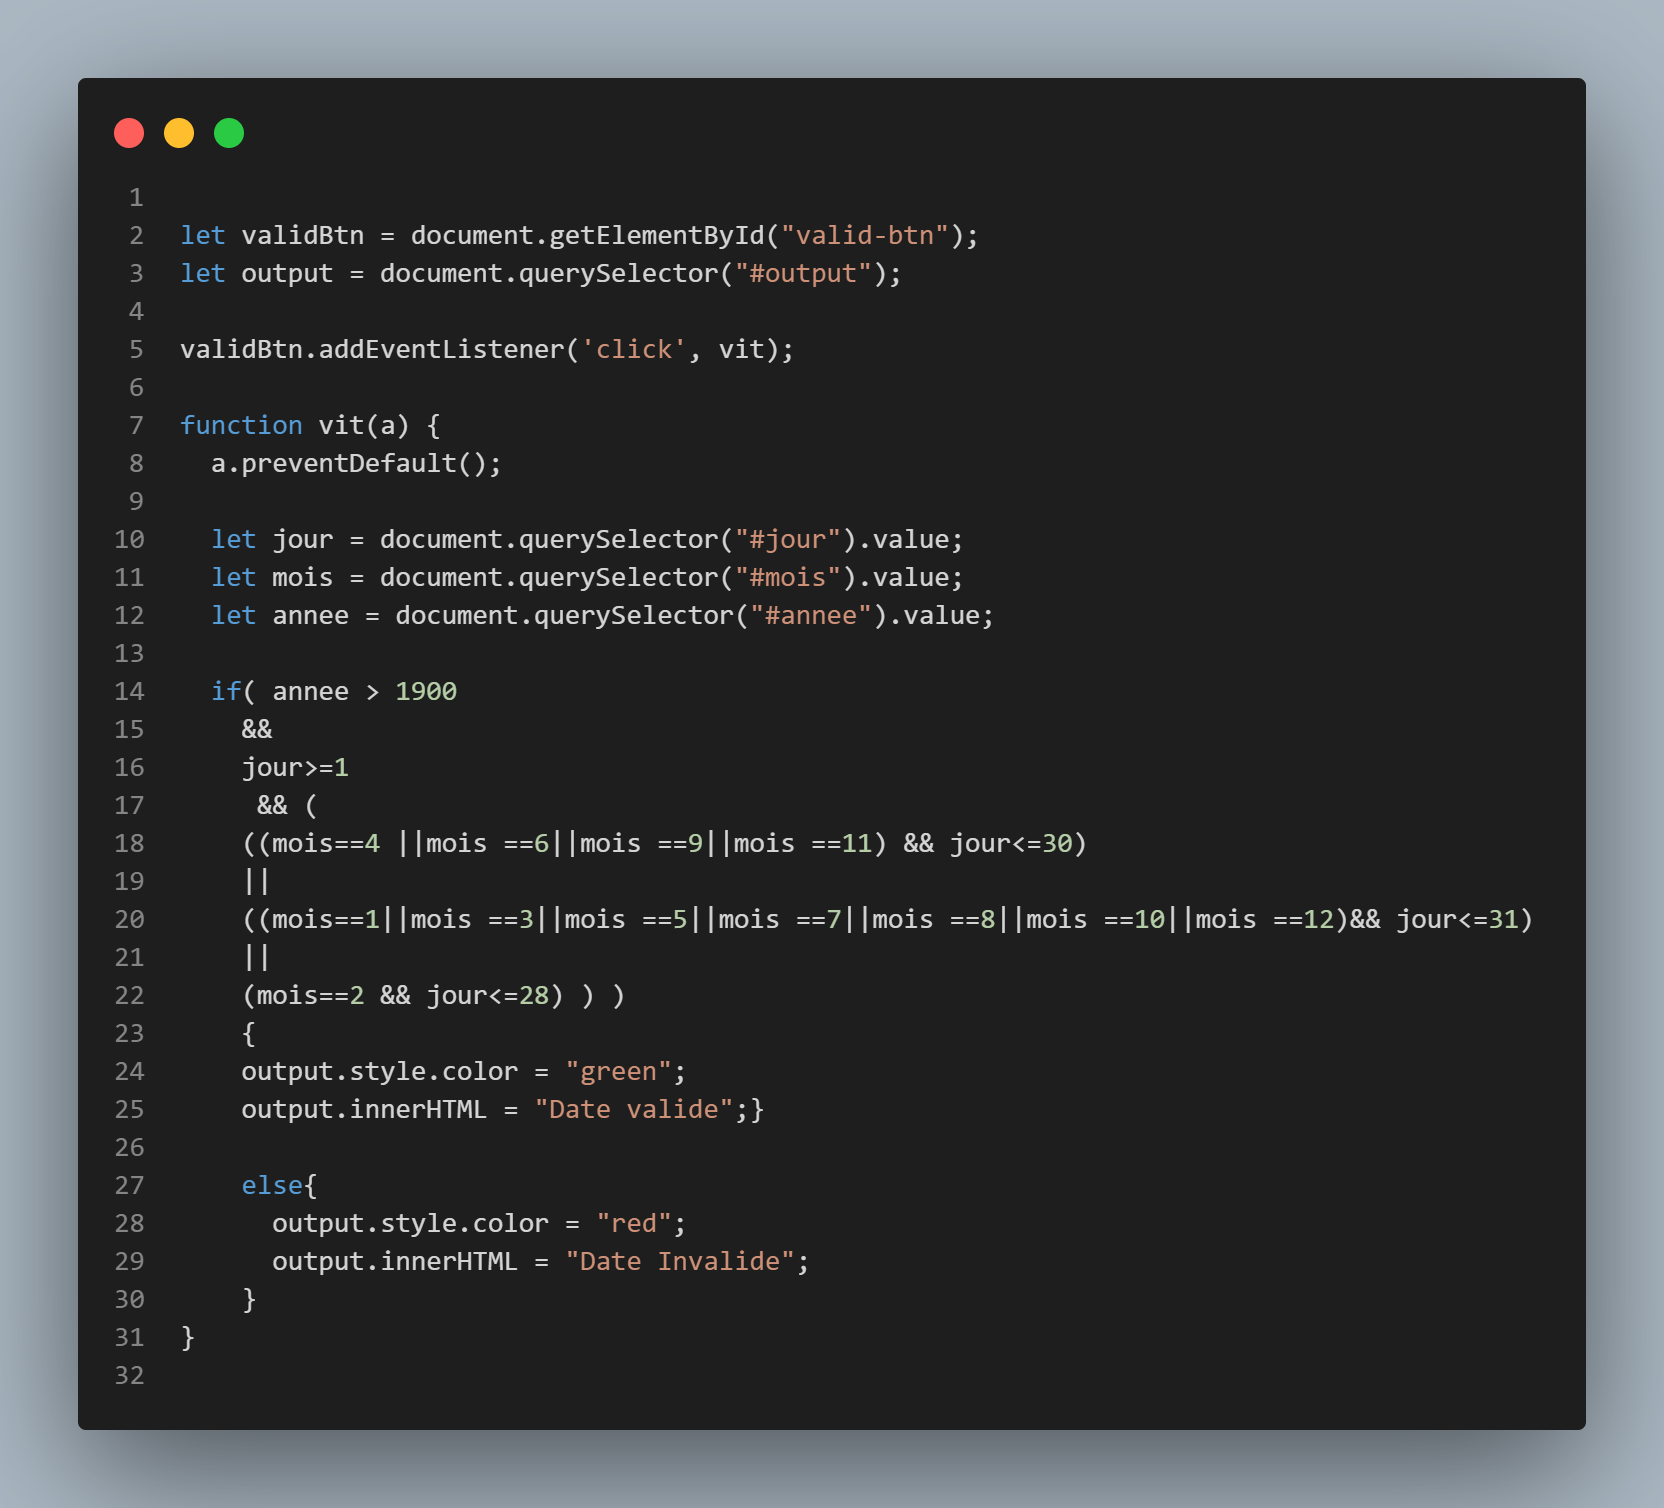 1
2 let validBtn = document.getElementById("valid-btn");
3 let output = document.querySelector("#output");
4
5 validBtn.addEventListener('click', vit);
6
7 function vit(a) {
8   a.preventDefault();
9
10   let jour = document.querySelector("#jour").value;
11   let mois = document.querySelector("#mois").value;
12   let annee = document.querySelector("#annee").value;
13
14   if( annee > 1900
15     &&
16     jour>=1
17      && (
18     ((mois==4 ||mois ==6||mois ==9||mois ==11) && jour<=30)
19     ||
20     ((mois==1||mois ==3||mois ==5||mois ==7||mois ==8||mois ==10||mois ==12)&& jour<=31)
21     ||
22     (mois==2 && jour<=28) ) )
23     {
24     output.style.color = "green";
25     output.innerHTML = "Date valide";}
26
27     else{
28       output.style.color = "red";
29       output.innerHTML = "Date Invalide";
30     }
31 }
32